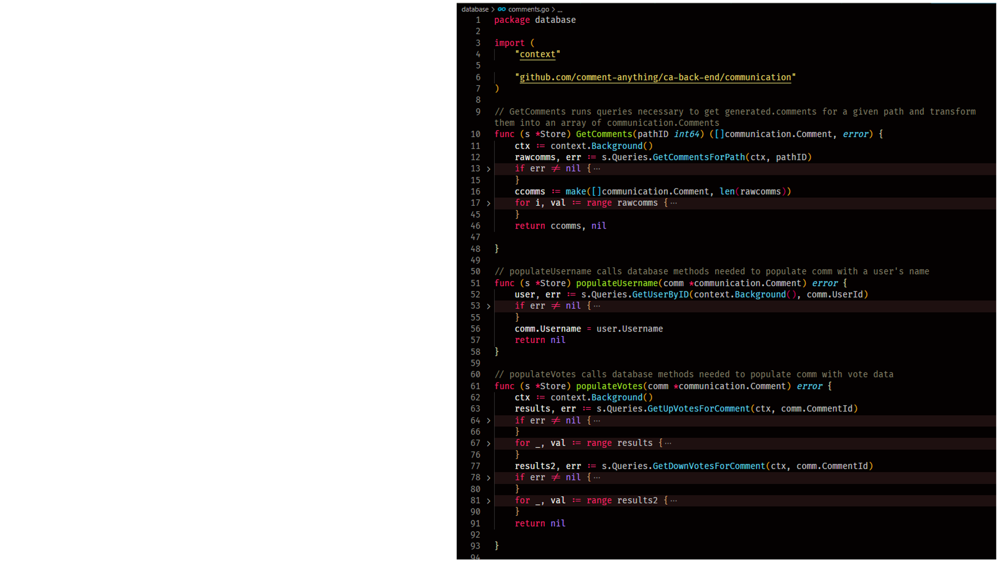 database > GO comments.go > ...
1 package database
2
3 import (
4 "context"
5
6 "github.com/comment-anything/ca-back-end/communication"
7 )
8
9 // GetComments runs queries necessary to get generated.comments for a given path and transform
them into an array of communication.Comments
10 func (s *Store) GetComments(pathID int64) ([]communication.Comment, error) {
11 ctx := context.Background()
12 rawcomms, err := s.Queries.GetCommentsForPath(ctx, pathID)
13 > if err ≠ nil {···
15 }
16 ccomms := make([]communication.Comment, len(rawcomms))
17 > for i, val := range rawcomms {···
45 }
46 return ccomms, nil
47
48 }
49
50 // populateUsername calls database methods needed to populate comm with a user's name
51 func (s *Store) populateUsername(comm *communication.Comment) error {
52 user, err := s.Queries.GetUserByID(context.Background(), comm.UserId)
53 > if err ≠ nil {···
55 }
56 comm.Username = user.Username
57 return nil
58 }
59
60 // populateVotes calls database methods needed to populate comm with vote data
61 func (s *Store) populateVotes(comm *communication.Comment) error {
62 ctx := context.Background()
63 results, err := s.Queries.GetUpVotesForComment(ctx, comm.CommentId)
64 > if err ≠ nil {···
66 }
67 > for _, val := range results {···
76 }
77 results2, err := s.Queries.GetDownVotesForComment(ctx, comm.CommentId)
78 > if err ≠ nil {···
80 }
81 > for _, val := range results2 {···
90 }
91 return nil
92
93 }
94